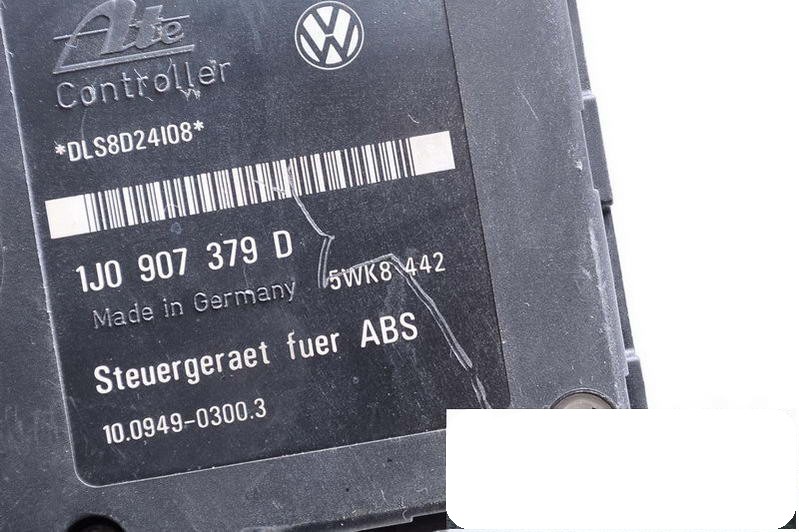 Ate
Controller
*DLS8D24I08*
1J0 907 379 D
Made in Germany 5WK8 442
Steuergeraet fuer ABS
10.0949-0300.3